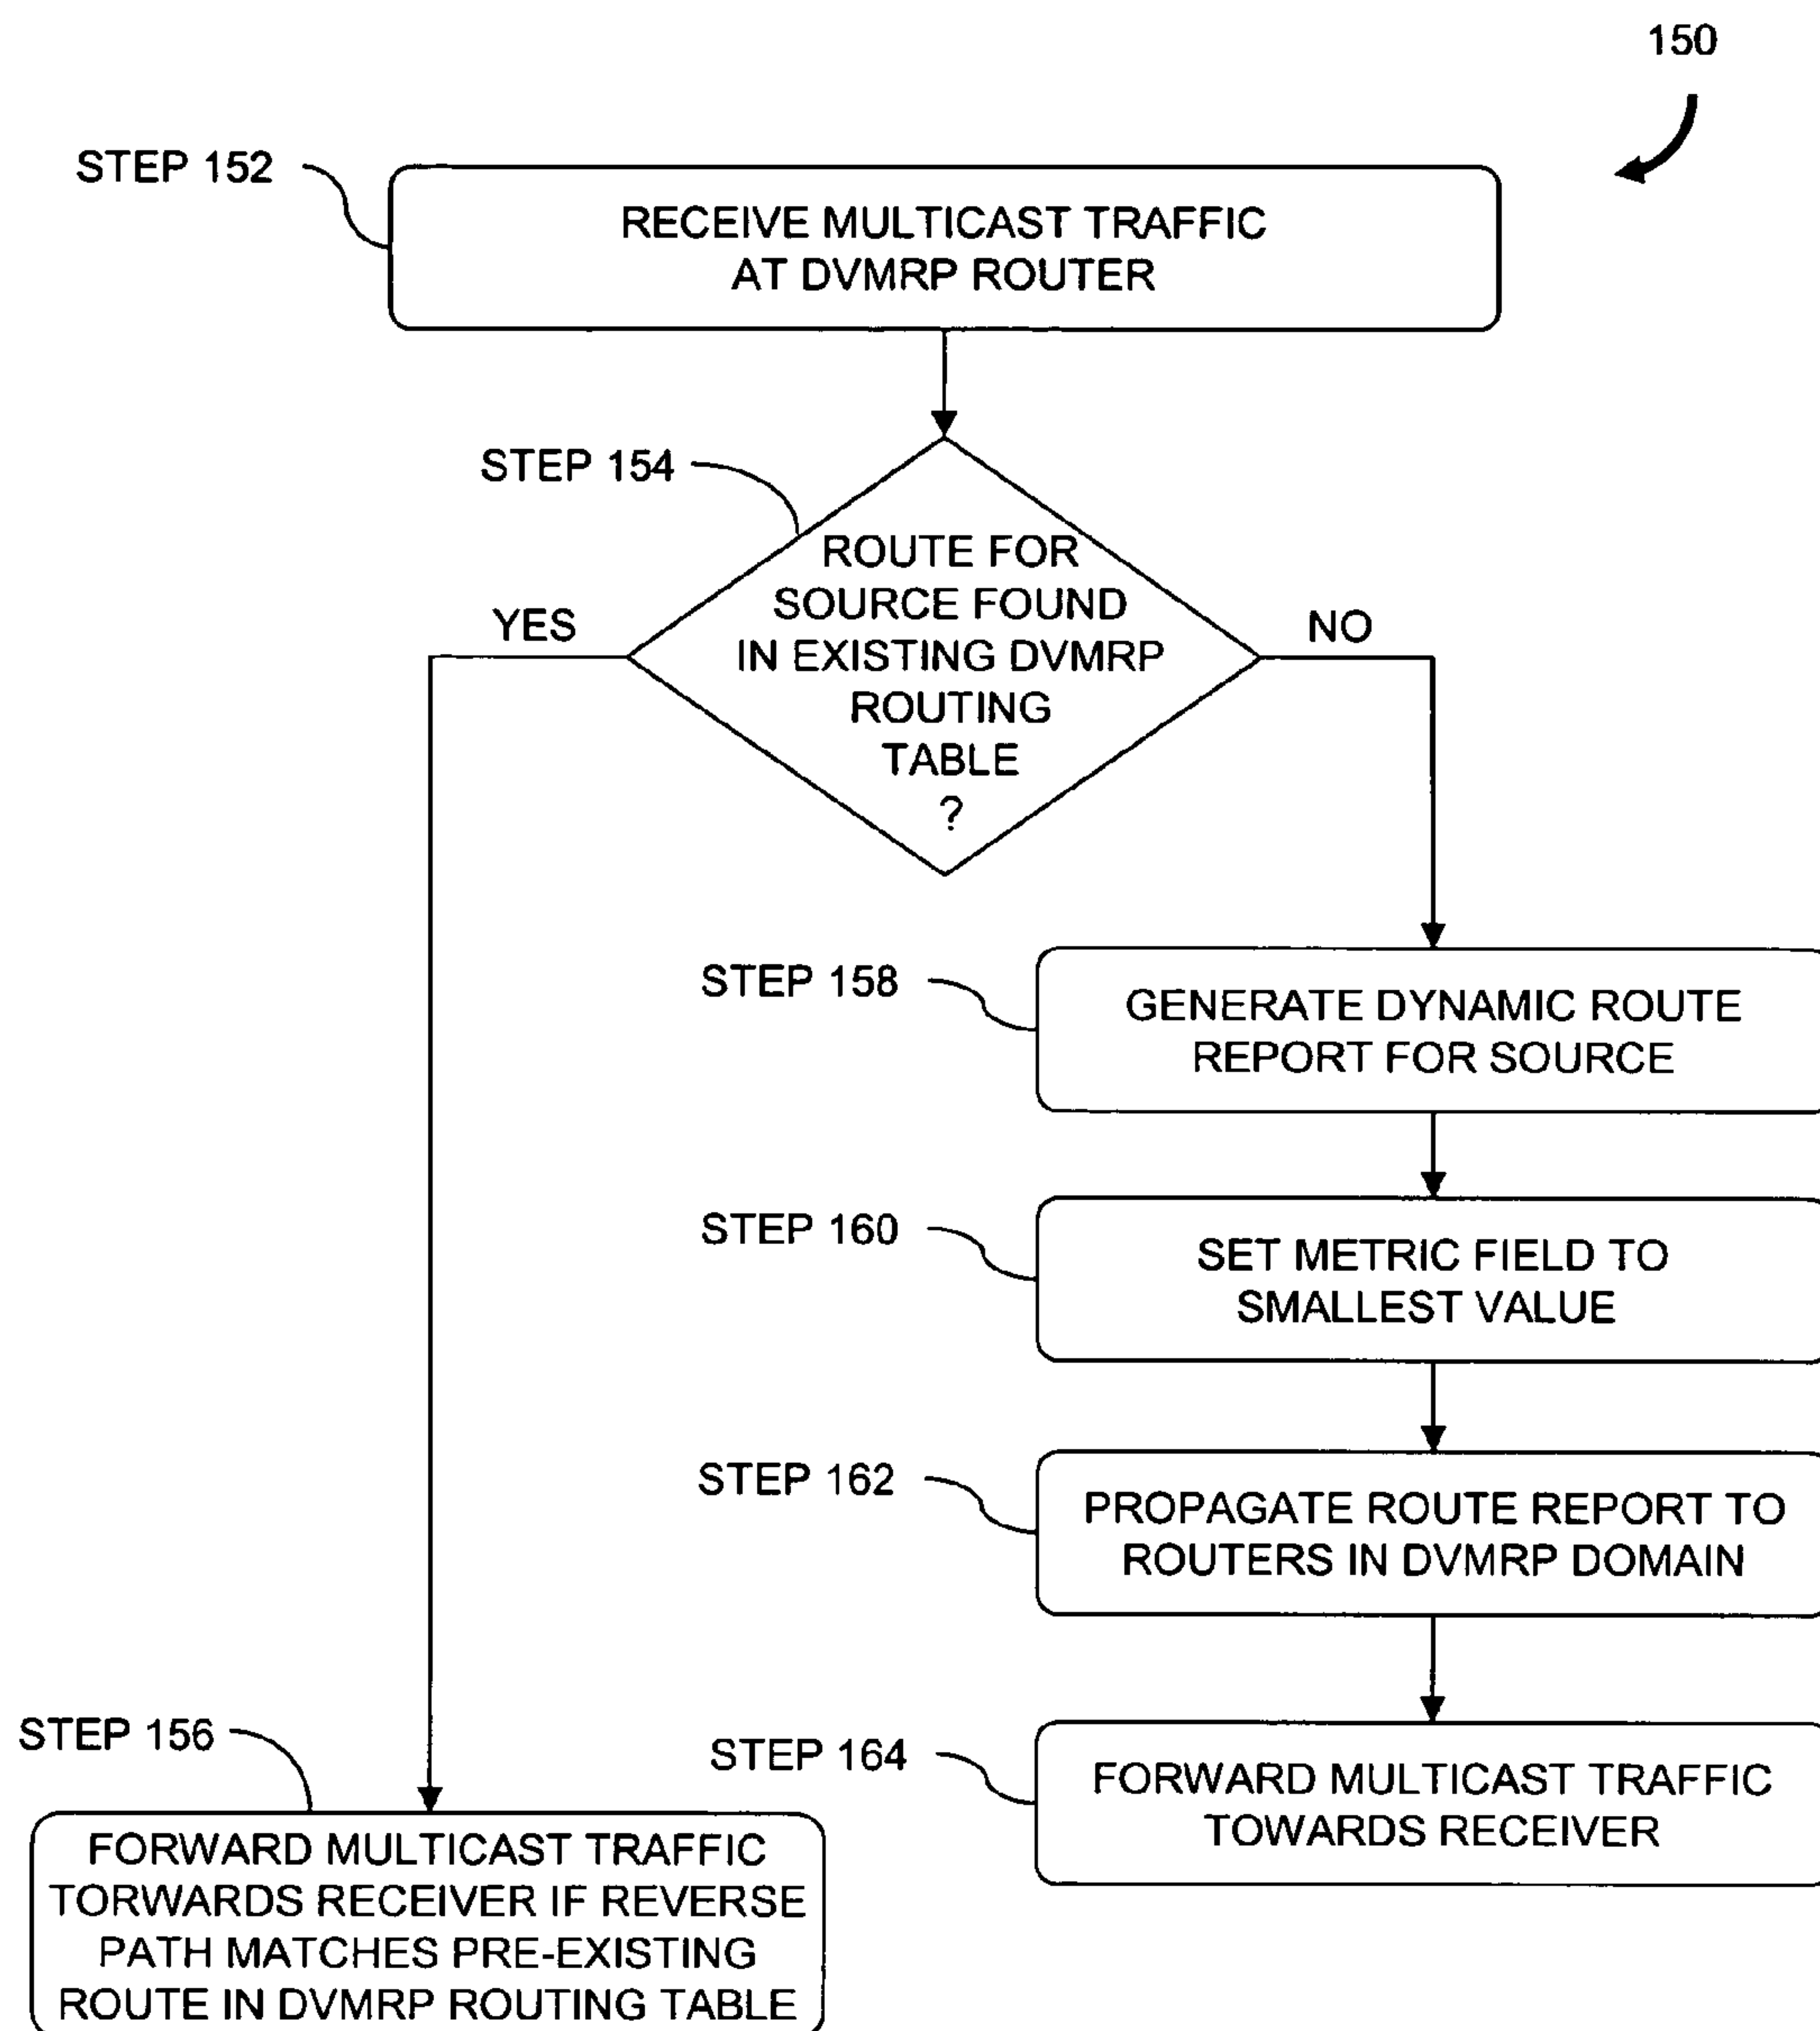 150
STEP 152
RECEIVE MULTICAST TRAFFIC
AT DVMRP ROUTER
STEP 154
ROUTE FOR
SOURCE FOUND
IN EXISTING DVMRP
ROUTING
TABLE
?
YES
NO
STEP 158
GENERATE DYNAMIC ROUTE
REPORT FOR SOURCE
STEP 160
SET METRIC FIELD TO
SMALLEST VALUE
STEP 162
PROPAGATE ROUTE REPORT TO
ROUTERS IN DVMRP DOMAIN
STEP 156
FORWARD MULTICAST TRAFFIC
TORWARDS RECEIVER IF REVERSE
PATH MATCHES PRE-EXISTING
ROUTE IN DVMRP ROUTING TABLE
STEP 164
FORWARD MULTICAST TRAFFIC
TOWARDS RECEIVER